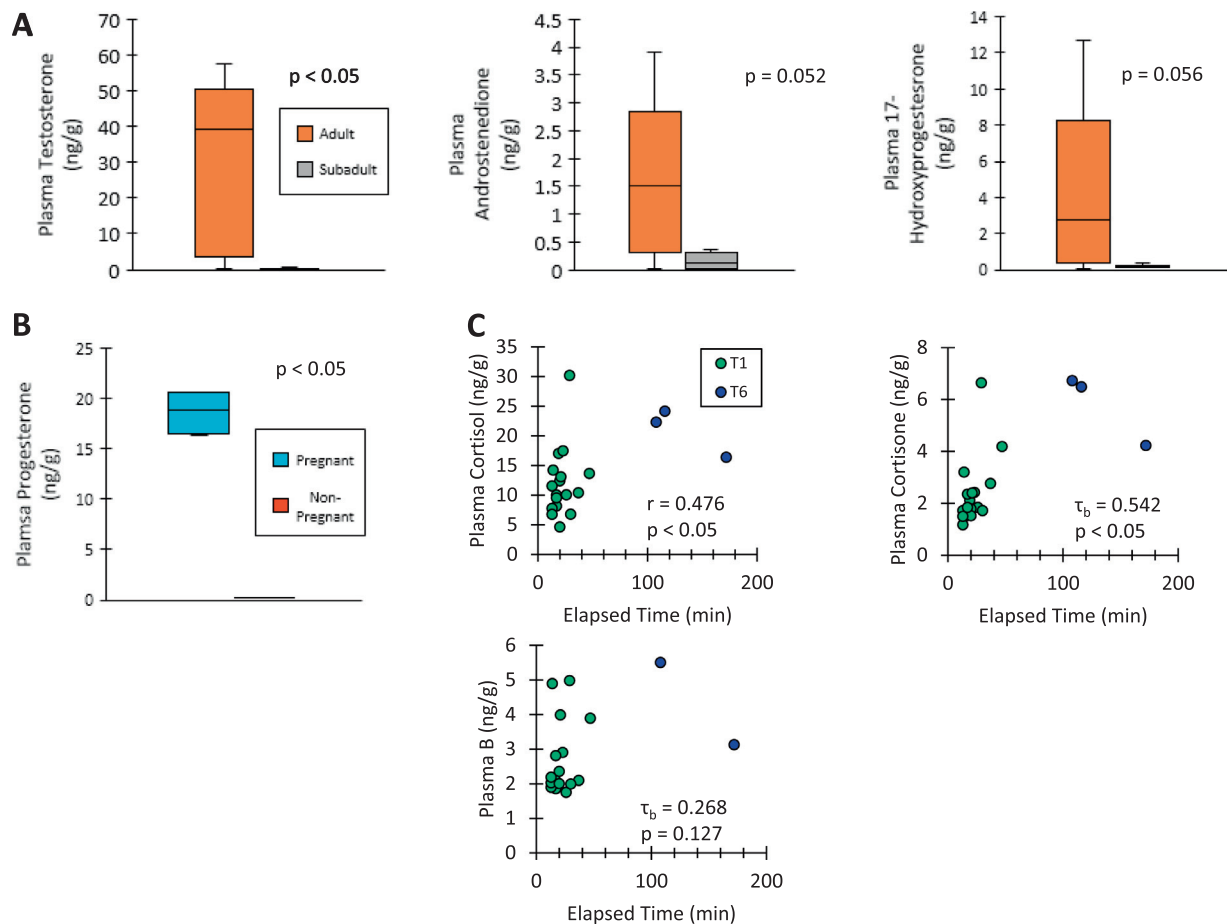 A
Plasma Testosterone
(ng/g)
70
60
50
40
30
20
10
0
p < 0.05
Adult
Subadult
Plasma
Androstenedione
(ng/g)
4.5
4
3.5
3
2.5
2
1.5
1
0.5
0
p = 0.052
Plasma 17-
Hydroxyprogesterone
(ng/g)
14
12
10
8
6
4
2
0
p = 0.056
B
Plamsa Progesterone
(ng/g)
25
20
15
10
5
0
p < 0.05
Pregnant
Non-
Pregnant
C
Plasma Cortisol (ng/g)
35
30
25
20
15
10
5
0
T1
T6
r = 0.476
p < 0.05
0 100 200
Elapsed Time (min)
Plasma Cortisone (ng/g)
8
6
4
2
0
τb = 0.542
p < 0.05
0 100 200
Elapsed Time (min)
Plasma B (ng/g)
6
5
4
3
2
1
0
τb = 0.268
p = 0.127
0 100 200
Elapsed Time (min)